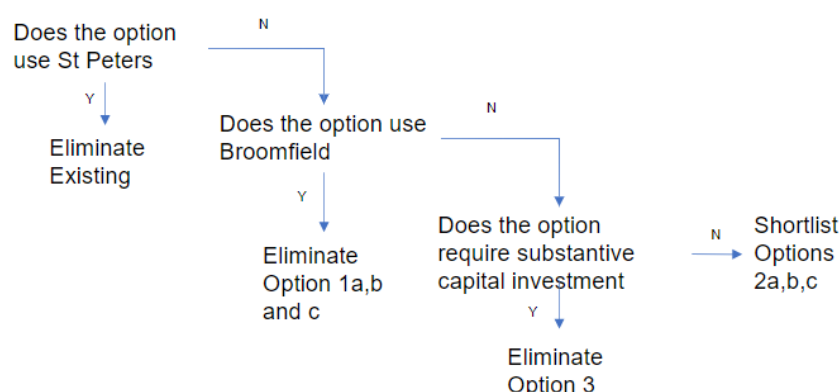 Does the option
use St Peters
N
Y
Eliminate
Existing
Does the option use
Broomfield
N
Y
Eliminate
Option 1a,b
and c
Does the option
require substantive
capital investment
N
Shortlist
Options
2a,b,c
Y
Eliminate
Option 3